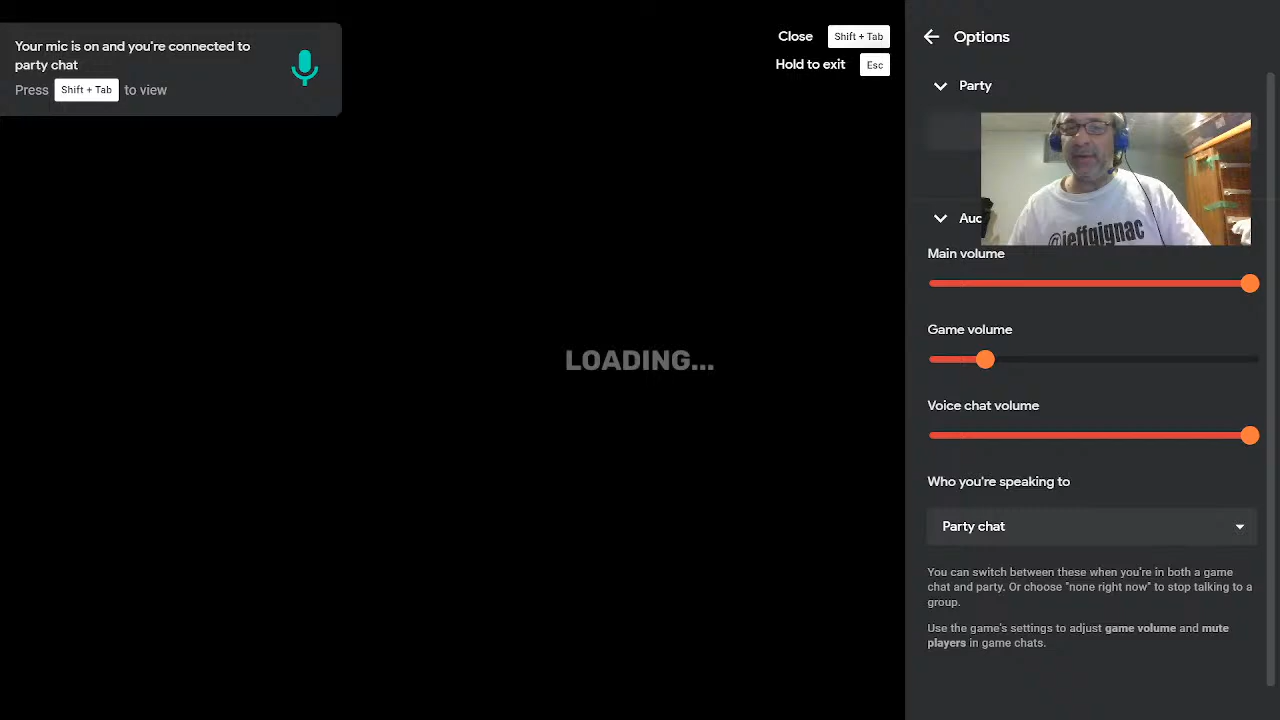 Your mic is on and you're connected to
party chat
Press Shift + Tab to view
Close Shift + Tab
Hold to exit Esc
LOADING...
Options
Party
@jeffgignac
Main volume
Game volume
Voice chat volume
Who you're speaking to
Party chat
You can switch between these when you're in both a game
chat and party. Or choose "none right now" to stop talking to a
group.
Use the game's settings to adjust game volume and mute
players in game chats.